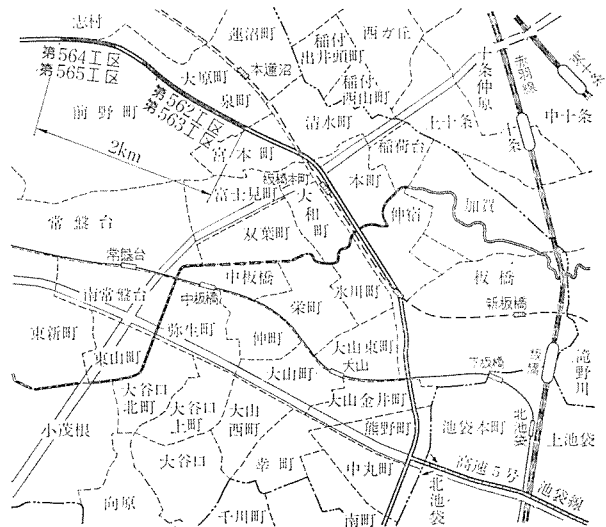 志村
蓮沼町
西ガ丘
稲付
出井頭町
第564工区
第565工区
大原町
本蓮沼
稲付
西山町
十条仲原
赤羽線
東十条
前野町
泉町
第562工区
第563工区
清水町
上十条
十条
中十条
2km
宮本町
稲荷台
富士見町
板橋本町
本町
大和町
仲宿
加賀
常盤台
双葉町
常盤台
中板橋
氷川町
板橋
南常盤台
中板橋
栄町
新板橋
東新町
弥生町
仲町
大山東町
東山町
大山町
大山
下板橋
板橋
滝野川
大谷口
北町
大谷口
上町
大山
西町
大山金井町
小茂根
熊野町
池袋本町
北池袋
上池袋
大谷口
幸町
中丸町
高速5号
池袋線
向原
千川町
南町
北池袋